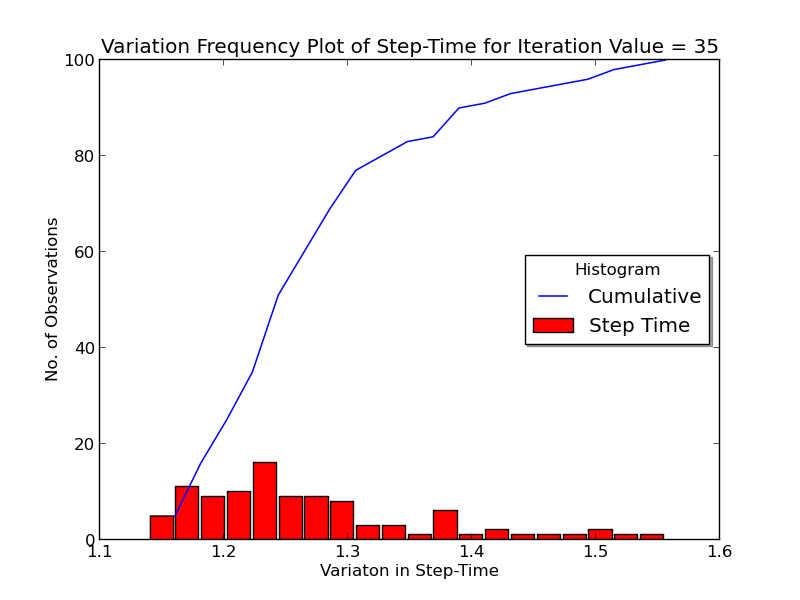 Variation Frequency Plot of Step-Time for Iteration Value = 35
100
80
60
40
20
0
No. of Observations
Histogram
Cumulative
Step Time
1.1 1.2 1.3 1.4 1.5 1.6
Variaton in Step-Time